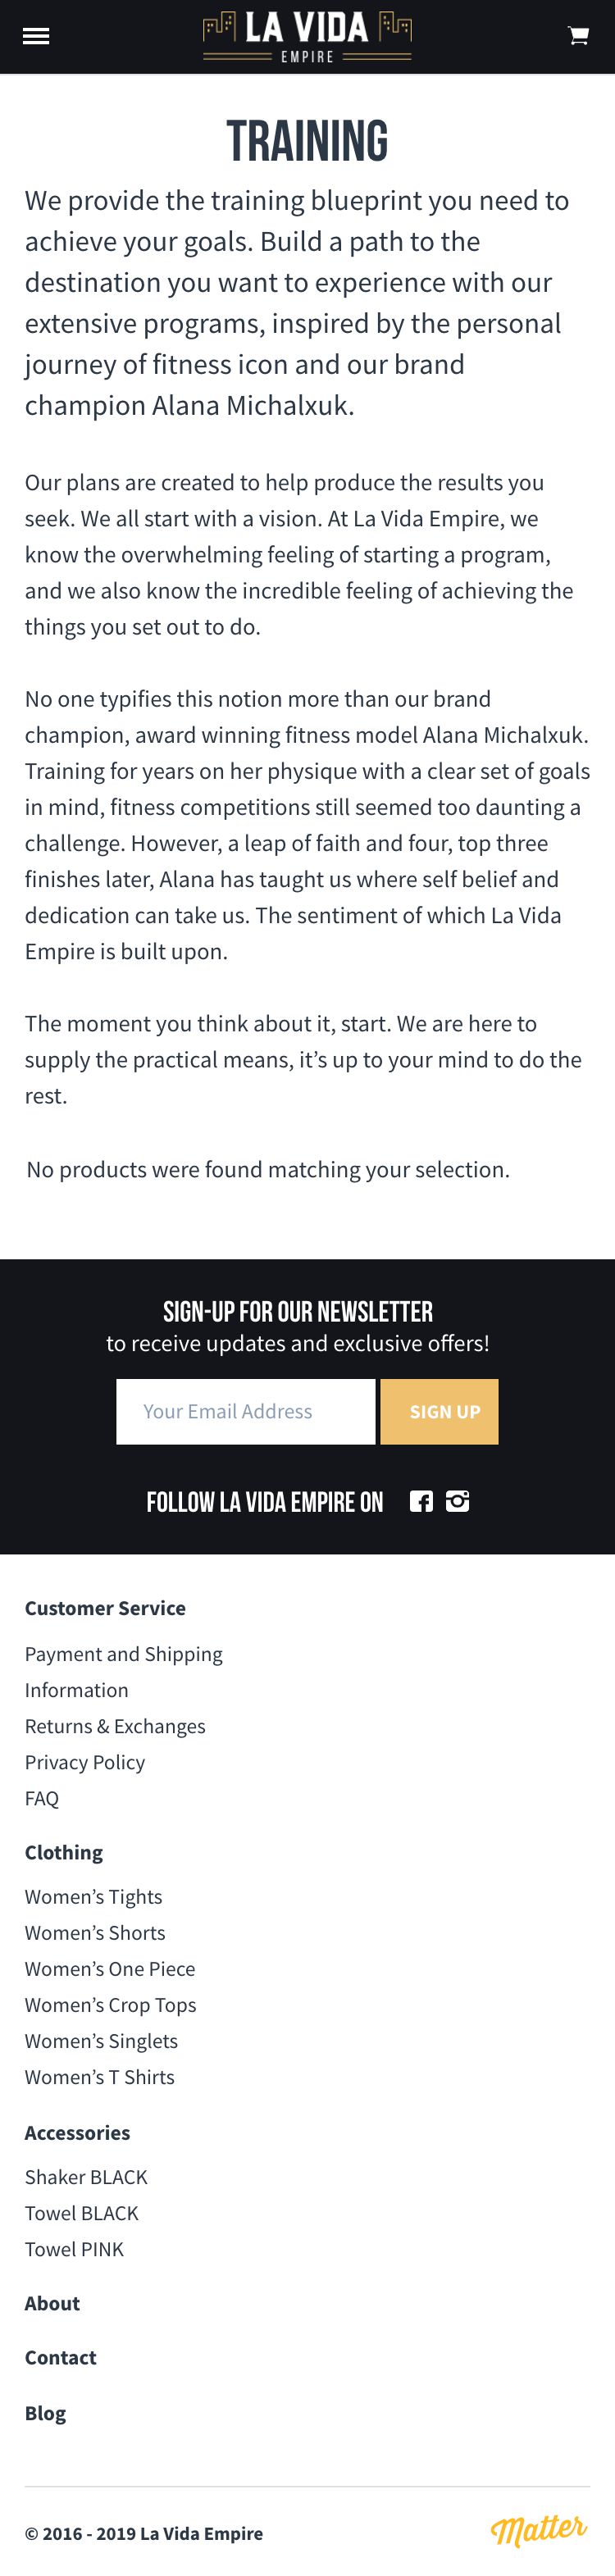 LA VIDA
EMPIRE
TRAINING
We provide the training blueprint you need to
achieve your goals. Build a path to the
destination you want to experience with our
extensive programs, inspired by the personal
journey of fitness icon and our brand
champion Alana Michalxuk.
Our plans are created to help produce the results you
seek. We all start with a vision. At La Vida Empire, we
know the overwhelming feeling of starting a program,
and we also know the incredible feeling of achieving the
things you set out to do.
No one typifies this notion more than our brand
champion, award winning fitness model Alana Michalxuk.
Training for years on her physique with a clear set of goals
in mind, fitness competitions still seemed too daunting a
challenge. However, a leap of faith and four, top three
finishes later, Alana has taught us where self belief and
dedication can take us. The sentiment of which La Vida
Empire is built upon.
The moment you think about it, start. We are here to
supply the practical means, it’s up to your mind to do the
rest.
No products were found matching your selection.
SIGN-UP FOR OUR NEWSLETTER
to receive updates and exclusive offers!
Your Email Address
SIGN UP
FOLLOW LA VIDA EMPIRE ON
Customer Service
Payment and Shipping
Information
Returns & Exchanges
Privacy Policy
FAQ
Clothing
Women’s Tights
Women’s Shorts
Women’s One Piece
Women’s Crop Tops
Women’s Singlets
Women’s T Shirts
Accessories
Shaker BLACK
Towel BLACK
Towel PINK
About
Contact
Blog
© 2016 - 2019 La Vida Empire
Matter